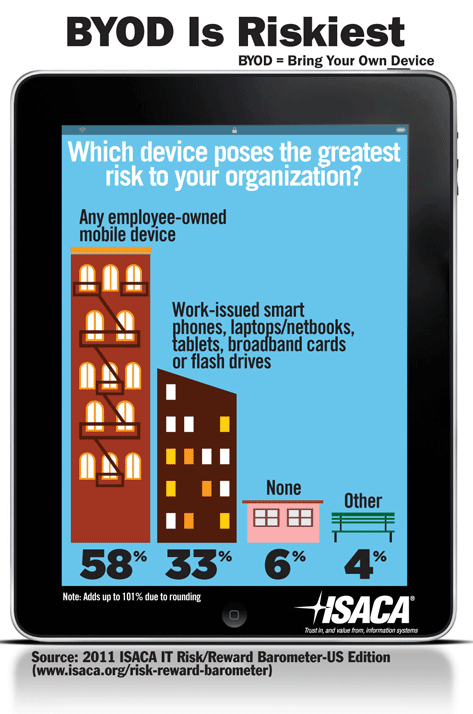 BYOD Is Riskiest
BYOD = Bring Your Own Device
Which device poses the greatest
risk to your organization?
Any employee-owned
mobile device
Work-issued smart
phones, laptops/netbooks,
tablets, broadband cards
or flash drives
None
Other
58% 33% 6% 4%
Note: Adds up to 101% due to rounding
ISACA®
Trust in, and value from, information systems
Source: 2011 ISACA IT Risk/Reward Barometer-US Edition
(www.isaca.org/risk-reward-barometer)